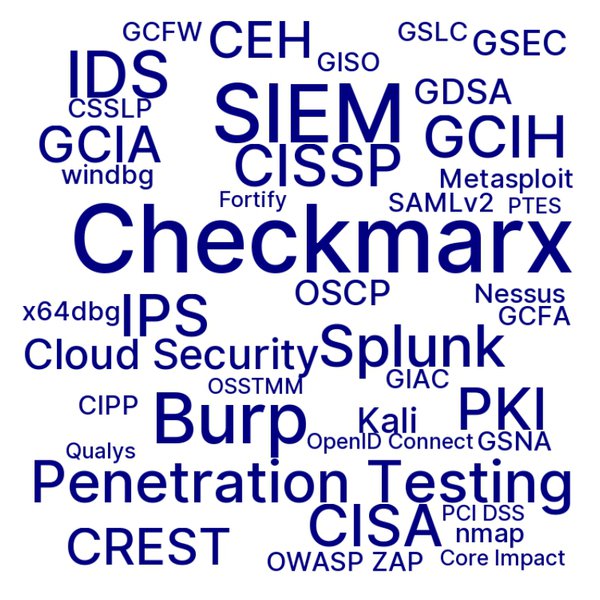 GCFW CEH GSLC GSEC
GISO
IDS SIEM GDSA
CSSLP
GCIA CISSP GCIH
windbg Metasploit
Fortify SAMLv2 PTES
Checkmarx
OSCP Nessus
x64dbg IPS GCFA
Cloud Security Splunk
OSSTMM GIAC
CIPP Burp Kali PKI
OpenID Connect GSNA
Qualys
Penetration Testing
CISA PCI DSS
CREST nmap
OWASP ZAP Core Impact